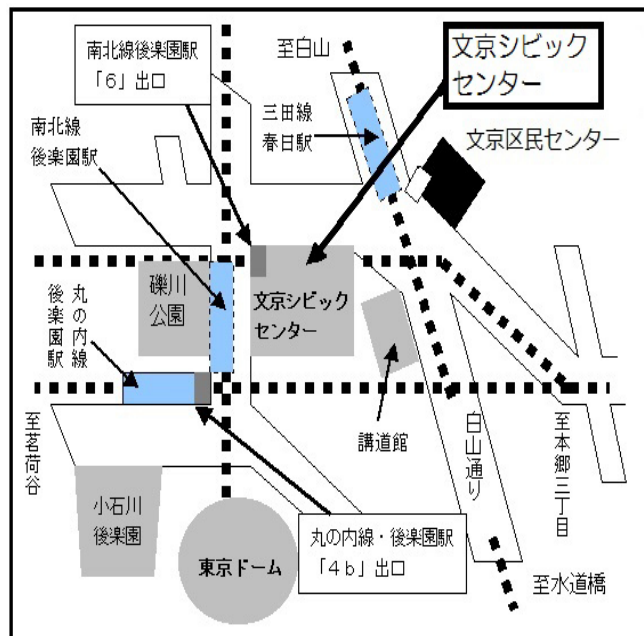 南北線後楽園駅
「6」出口
至白山
文京シビック
センター
南北線
後楽園駅
三田線
春日駅
文京区民センター
礫川
公園
文京シビック
センター
丸の内線
後楽園駅
講道館
白山通り
至茗荷谷
至本郷三丁目
小石川
後楽園
東京ドーム
丸の内線・後楽園駅
「4b」出口
至水道橋